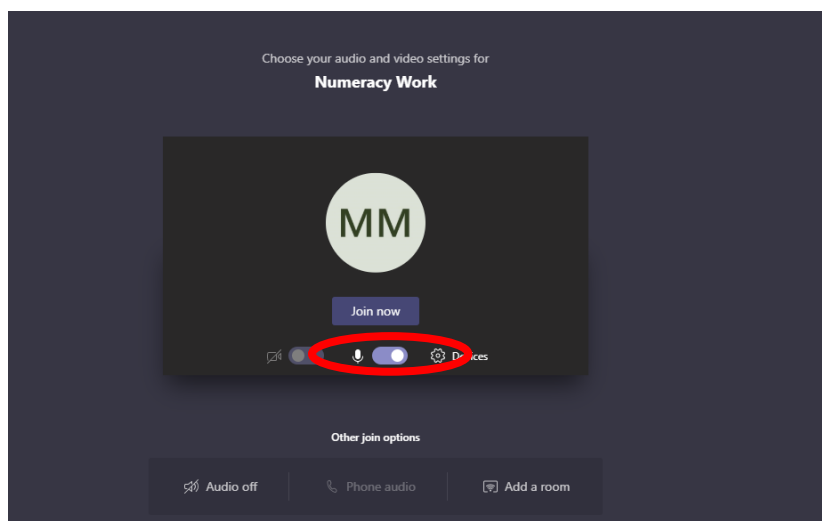 Choose your audio and video settings for
Numeracy Work
MM
Join now
Devices
Other join options
Audio off
Phone audio
Add a room